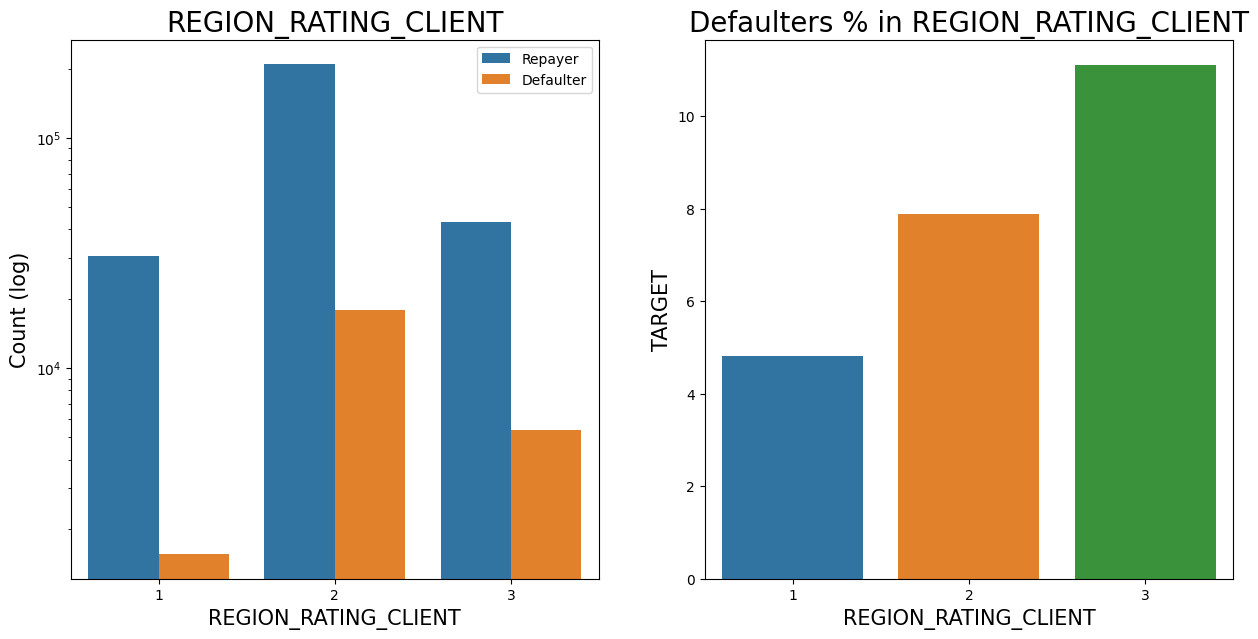 REGION_RATING_CLIENT
Repayer
Defaulter
10^5
10^4
Count (log)
1 2 3
REGION_RATING_CLIENT
Defaulters % in REGION_RATING_CLIENT
10
8
6
4
2
0
TARGET
1 2 3
REGION_RATING_CLIENT